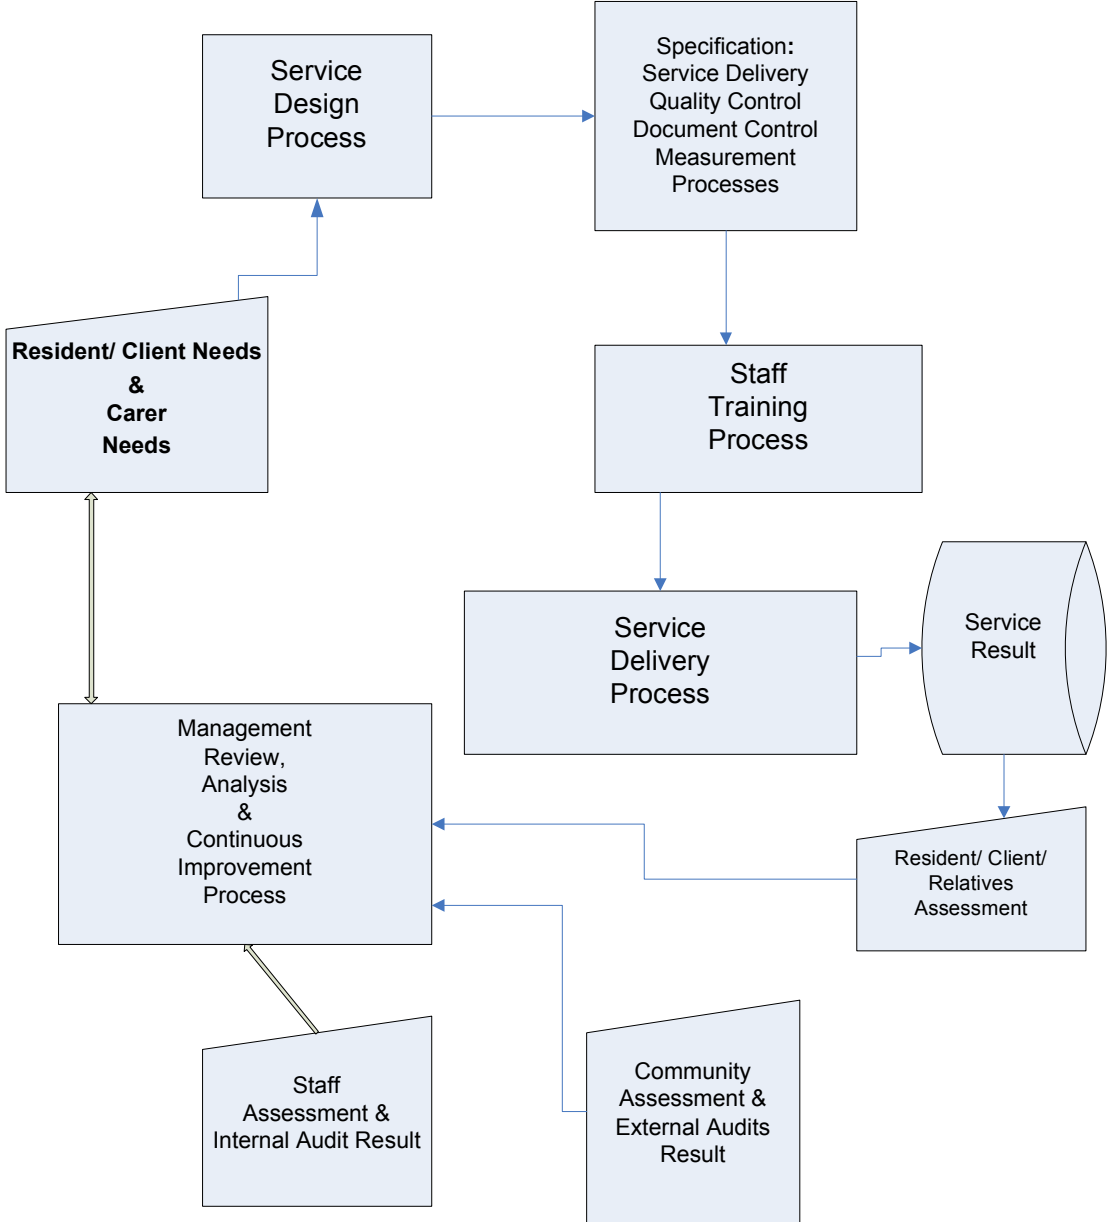 Service
Design
Process
Specification:
Service Delivery
Quality Control
Document Control
Measurement
Processes
Resident/ Client Needs
&
Carer
Needs
Staff
Training
Process
Service
Delivery
Process
Service
Result
Management
Review,
Analysis
&
Continuous
Improvement
Process
Resident/ Client/
Relatives
Assessment
Staff
Assessment &
Internal Audit Result
Community
Assessment &
External Audits
Result